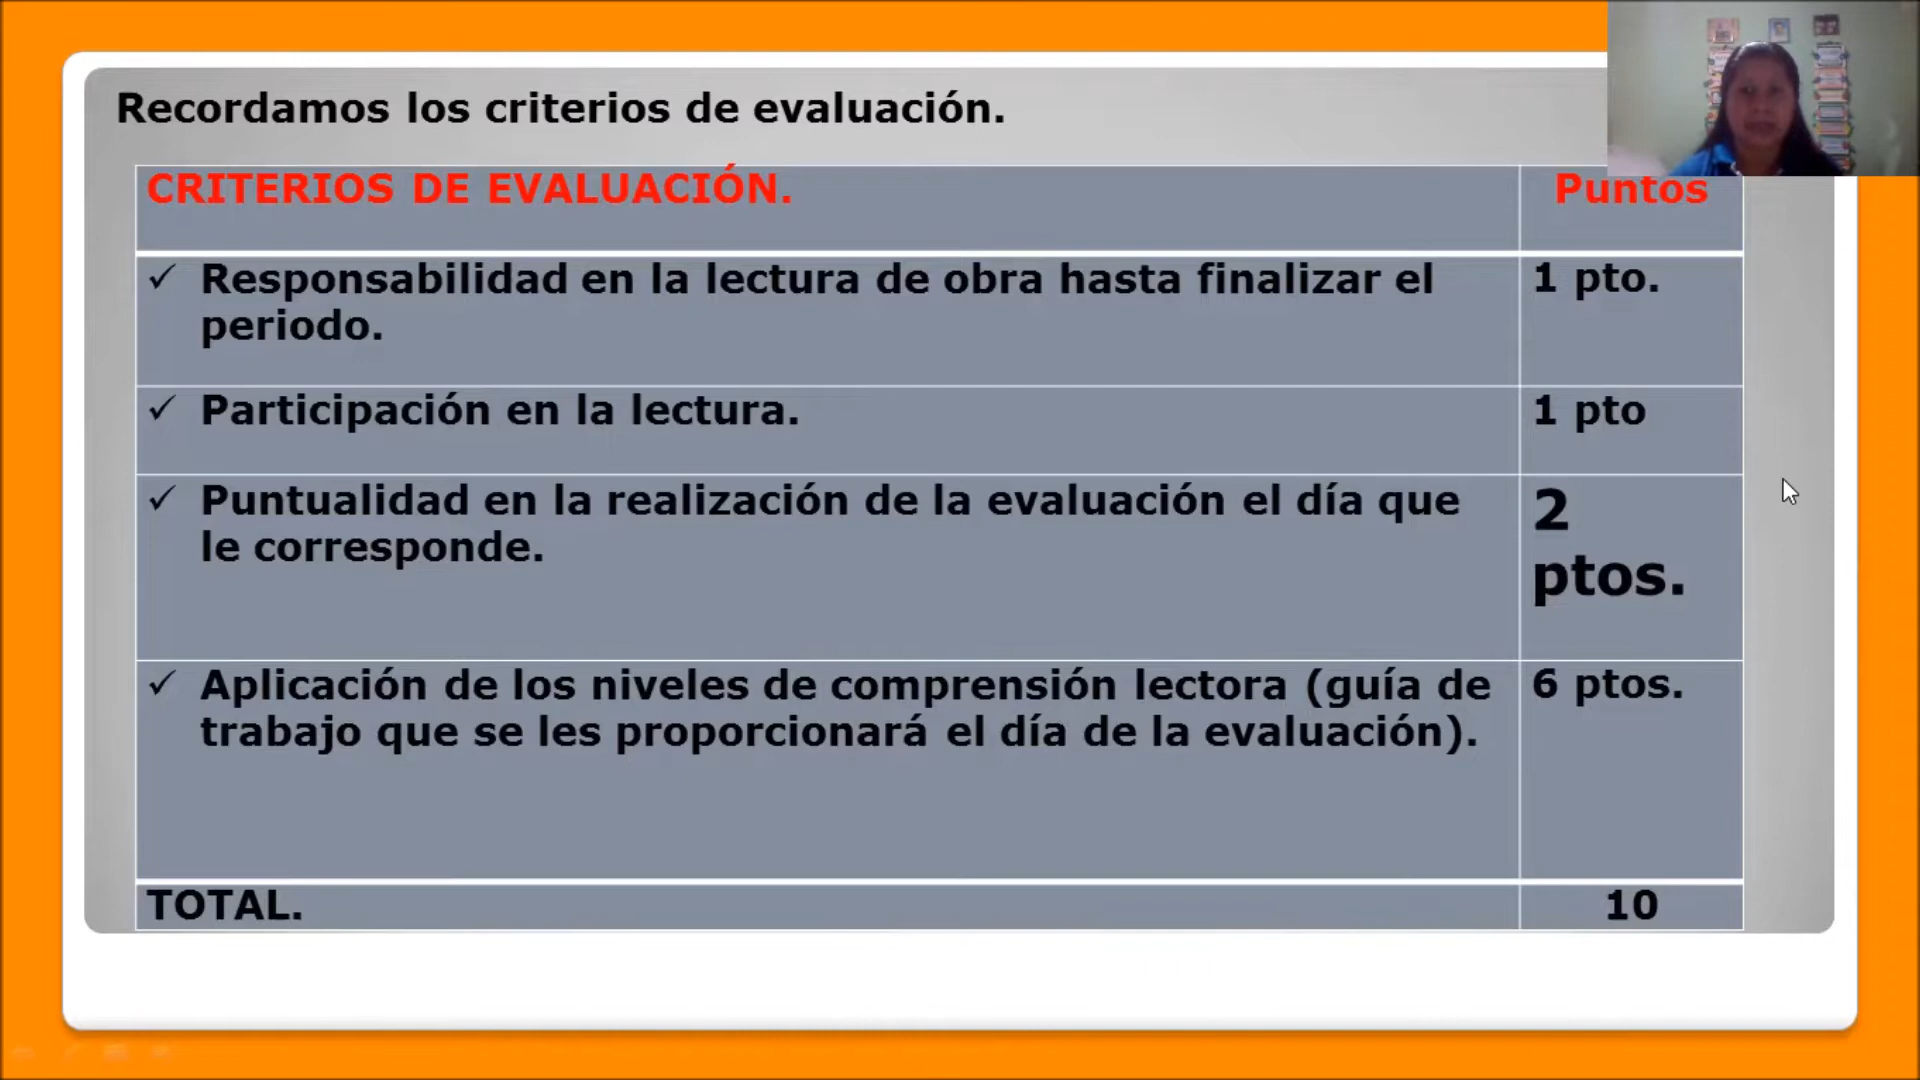 Recordamos los criterios de evaluación.
CRITERIOS DE EVALUACIÓN.
Puntos
✓ Responsabilidad en la lectura de obra hasta finalizar el
periodo.
1 pto.
✓ Participación en la lectura.
1 pto
✓ Puntualidad en la realización de la evaluación el día que
le corresponde.
2
ptos.
✓ Aplicación de los niveles de comprensión lectora (guía de
trabajo que se les proporcionará el día de la evaluación).
6 ptos.
TOTAL.
10